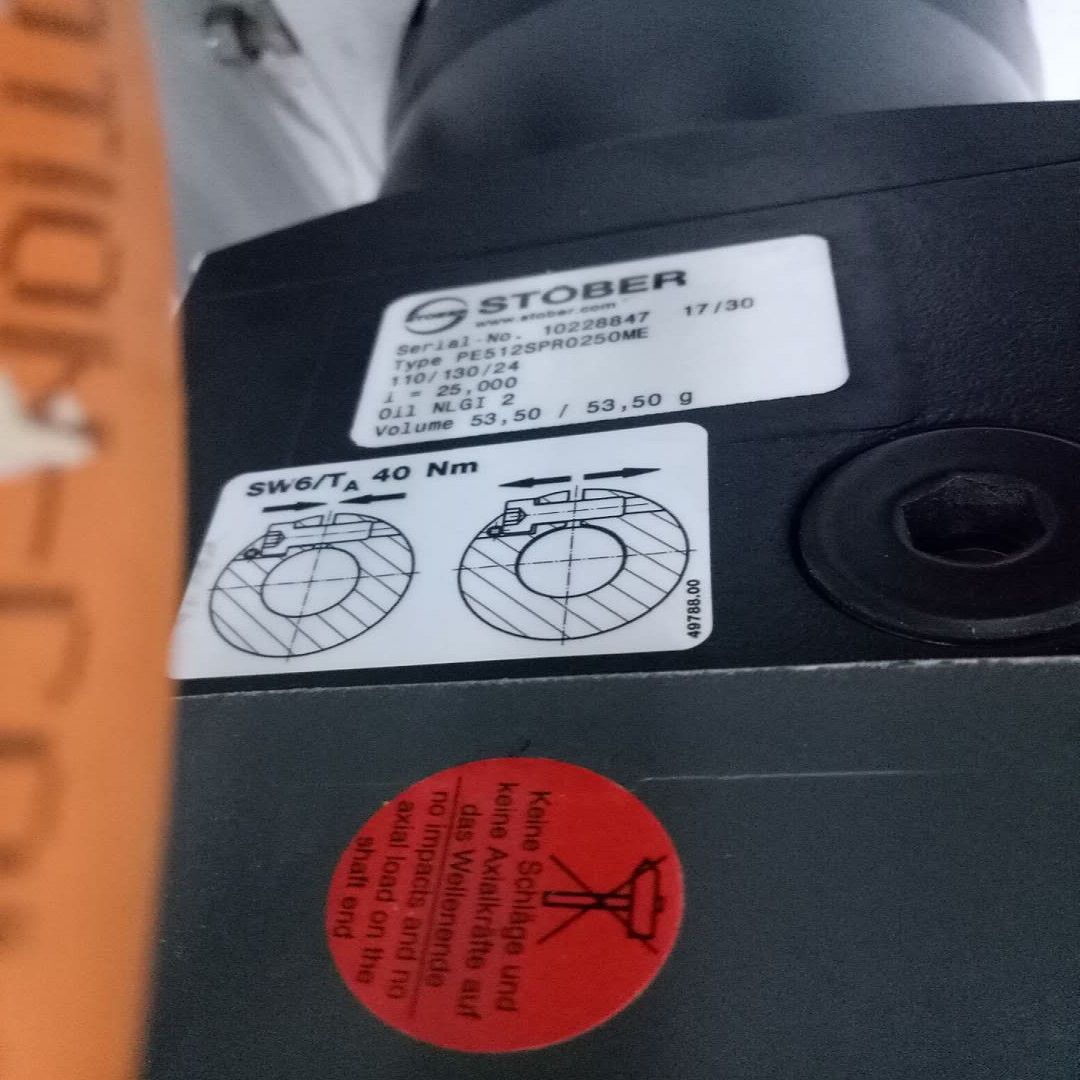 STOBER
STOBER
www.stober.com
Serial-No. 10228847 17/30
Type PE512SPR0250ME
110/130/24
i = 25,000
Oil NLGI 2
Volume 53,50 / 53,50 g
SW6/TA 40 Nm
49788.00
Keine Schläge und
keine Axialkräfte auf
das Wellenende
no impacts and no
axial load on the
shaft end